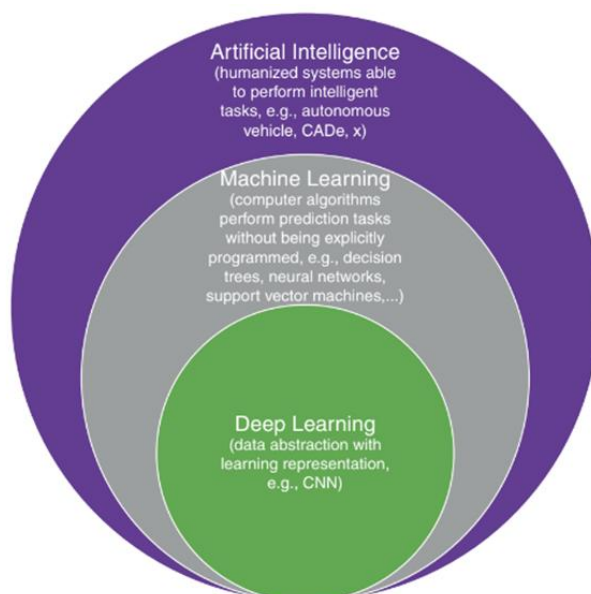 Artificial Intelligence
(humanized systems able
to perform intelligent
tasks, e.g., autonomous
vehicle, CADe, x)
Machine Learning
(computer algorithms
perform prediction tasks
without being explicitly
programmed, e.g., decision
trees, neural networks,
support vector machines,...)
Deep Learning
(data abstraction with
learning representation,
e.g., CNN)